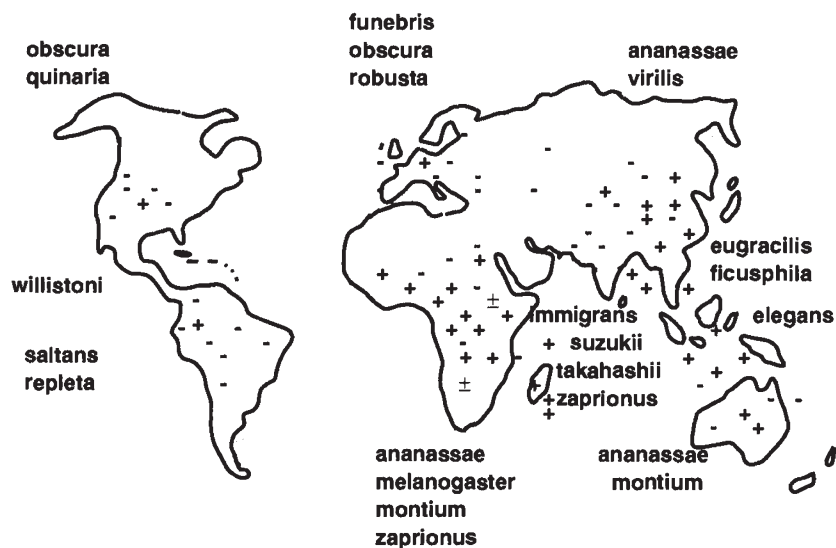 obscura
quinaria
funebris
obscura
robusta
ananassae
virilis
willistoni
saltans
repleta
eugracilis
ficusphila
elegans
immigrans
suzukii
takahashii
zaprionus
ananassae
melanogaster
montium
zaprionus
ananassae
montium